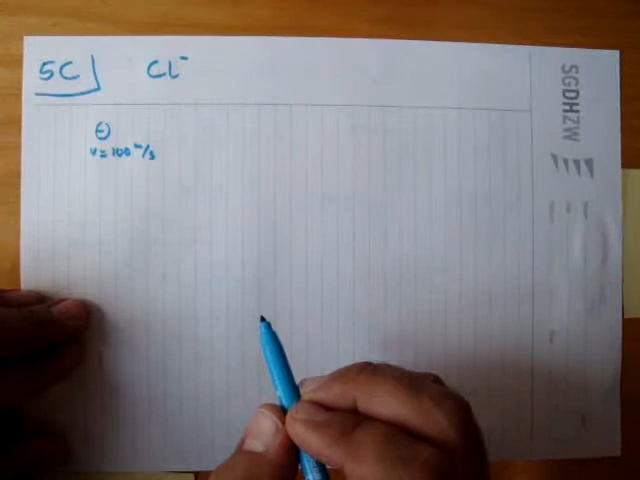 5C Cl⁻
(-)
v = 100 m/s
SGDHZW